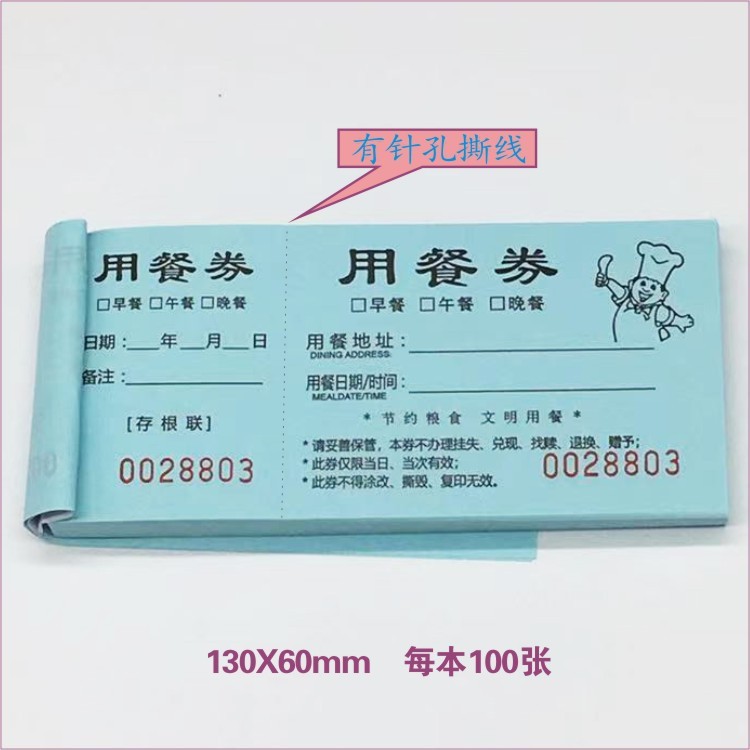 有针孔撕线
用餐券
□早餐 □午餐 □晚餐
日期：___年___月___日
备注：
[存根联]
0028803
用餐券
□早餐 □午餐 □晚餐
用餐地址：
DINING ADDRESS
用餐日期/时间：
MEALDATE/TIME
* 节约粮食 文明用餐 *
*请妥善保管，本券不办理挂失、兑现、找赎、退换、赠予；
*此券仅限当日、当次有效；
*此券不得涂改、撕毁、复印无效。
0028803
130X60mm 每本100张